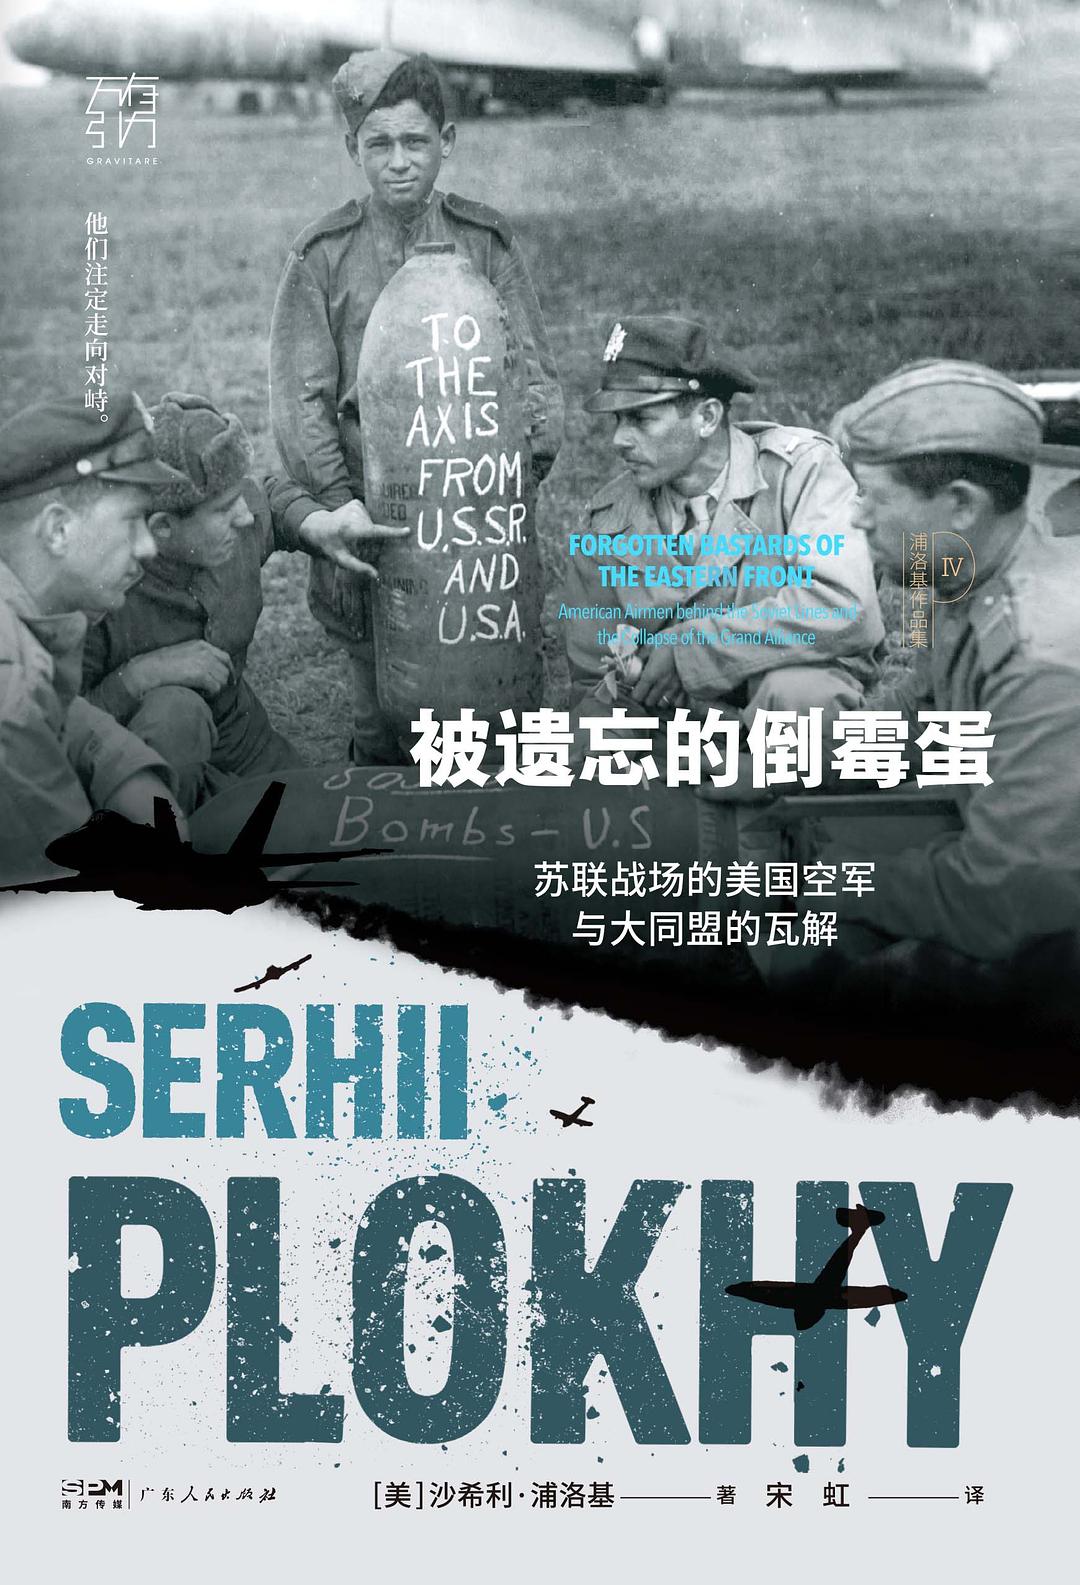 万有引力
GRAVITARE
他们注定走向对峙。
TO
THE
AXIS
FROM
U.S.S.R.
AND
U.S.A.
FORGOTTEN BASTARDS OF
THE EASTERN FRONT
American Airmen behind the Soviet Lines and
the Collapse of the Grand Alliance
浦洛基作品集
IV
被遗忘的倒霉蛋
Bombs - U.S
苏联战场的美国空军
与大同盟的瓦解
SERHII
PLOKHY
SPM
南方传媒
广东人民出版社
[美]沙希利·浦洛基 著 宋虹 译